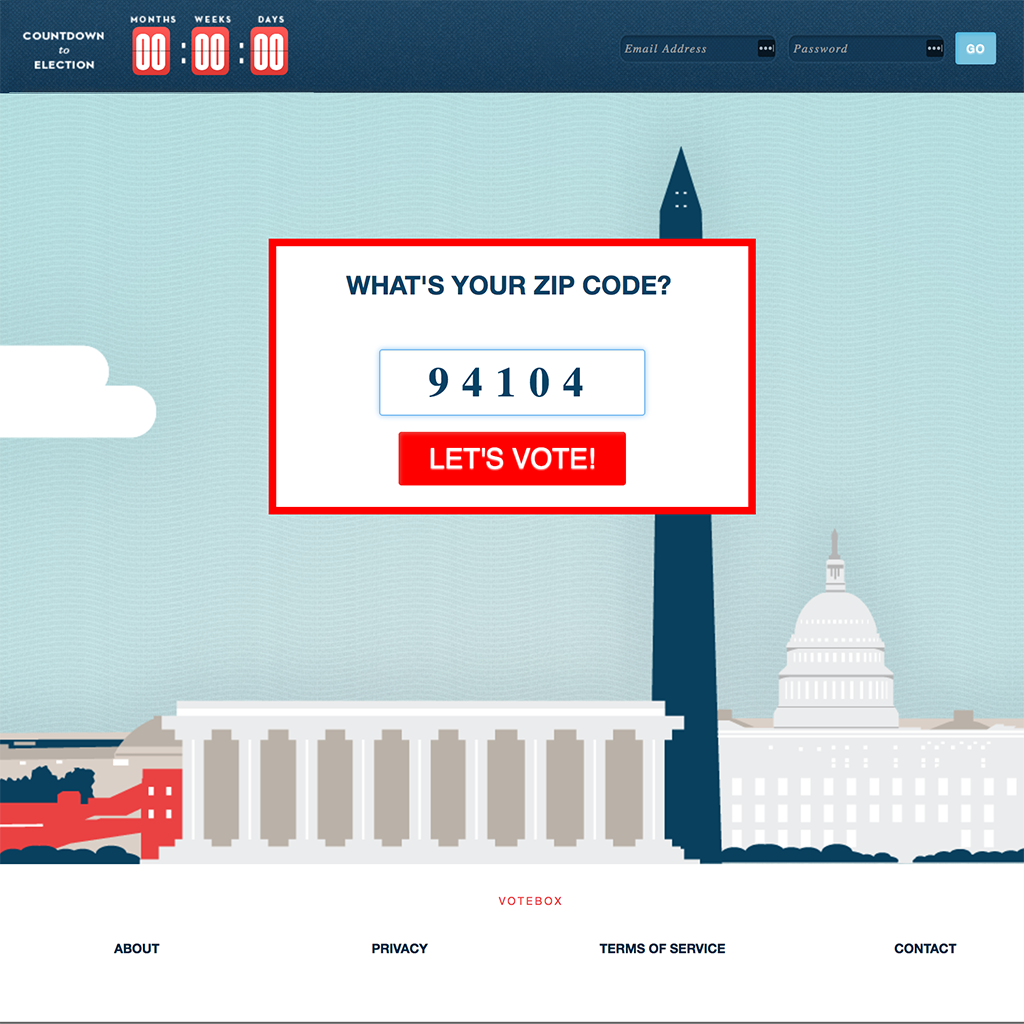 MONTHS WEEKS DAYS
COUNTDOWN
to
ELECTION
00 : 00 : 00
Email Address
Password
GO
WHAT'S YOUR ZIP CODE?
94104
LET'S VOTE!
VOTEBOX
ABOUT PRIVACY TERMS OF SERVICE CONTACT